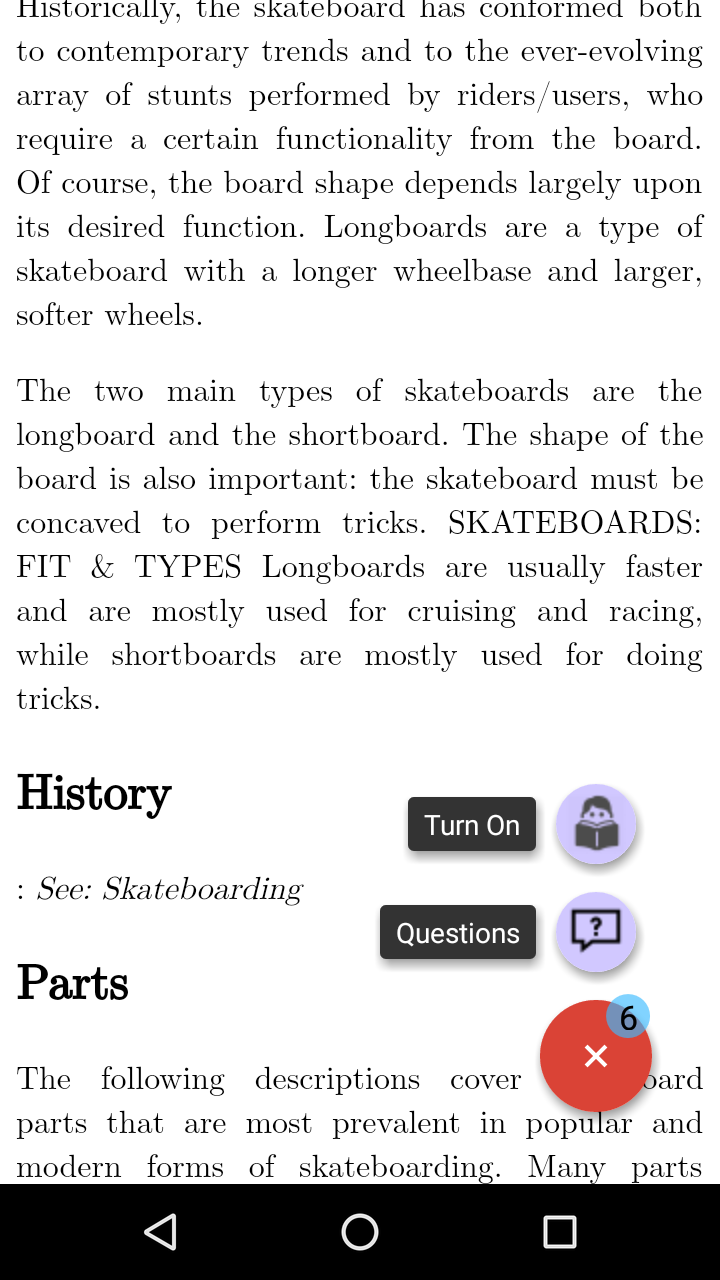 Historically, the skateboard has conformed both
to contemporary trends and to the ever-evolving
array of stunts performed by riders/users, who
require a certain functionality from the board.
Of course, the board shape depends largely upon
its desired function. Longboards are a type of
skateboard with a longer wheelbase and larger,
softer wheels.
The two main types of skateboards are the
longboard and the shortboard. The shape of the
board is also important: the skateboard must be
concaved to perform tricks. SKATEBOARDS:
FIT & TYPES Longboards are usually faster
and are mostly used for cruising and racing,
while shortboards are mostly used for doing
tricks.
History
Turn On
: See: Skateboarding
Questions
?
Parts
6
The following descriptions cover
parts that are most prevalent in popular and
modern forms of skateboarding. Many parts